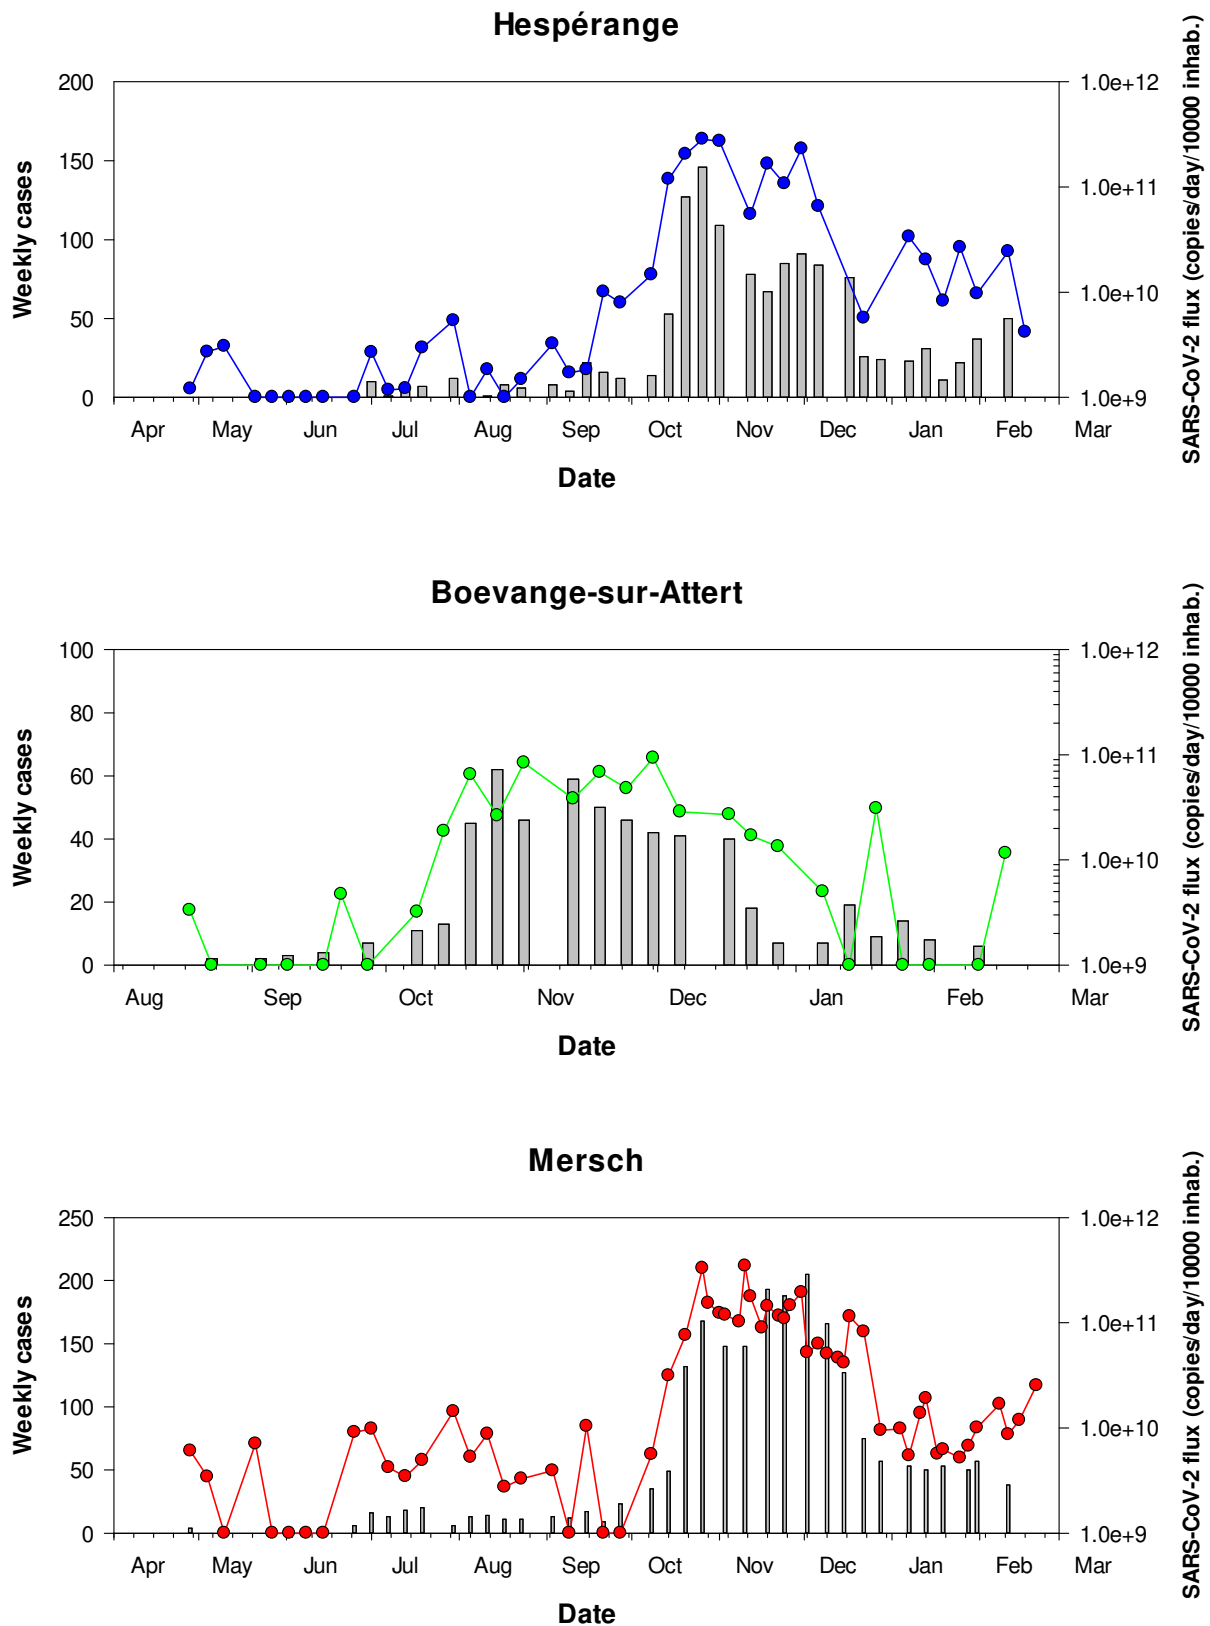 Hespérange
200
150
100
50
0
Weekly cases
1.0e+12
1.0e+11
1.0e+10
1.0e+9
SARS-CoV-2 flux (copies/day/10000 inhab.)
Apr May Jun Jul Aug Sep Oct Nov Dec Jan Feb Mar
Date
Boevange-sur-Attert
100
80
60
40
20
0
Weekly cases
1.0e+12
1.0e+11
1.0e+10
1.0e+9
SARS-CoV-2 flux (copies/day/10000 inhab.)
Aug Sep Oct Nov Dec Jan Feb Mar
Date
Mersch
250
200
150
100
50
0
Weekly cases
1.0e+12
1.0e+11
1.0e+10
1.0e+9
SARS-CoV-2 flux (copies/day/10000 inhab.)
Apr May Jun Jul Aug Sep Oct Nov Dec Jan Feb Mar
Date